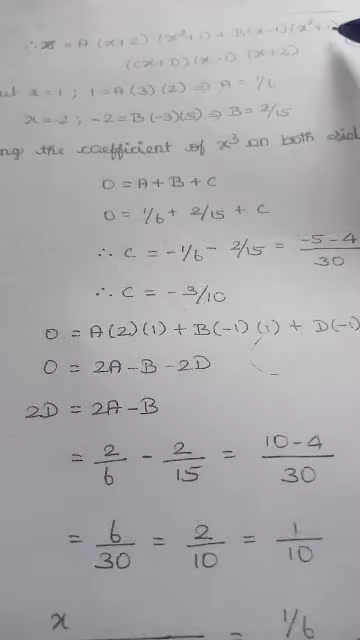 ∴ x = A (x+2) (x²+1) + B(x-1) (x²+1)
(Cx+D) (x-1) (x+2)
x=1 ; 1 = A(3)(2) ⇒ A = 1/6
x=-2 ; -2 = B(-3)(5) ⇒ B = 2/15
the coefficient of x³ on both
0 = A + B + C
0 = 1/6 + 2/15 + C
∴ C = -1/6 - 2/15 = -5-4/30
∴ C = -3/10
0 = A(2)(1) + B(-1)(1) + D(-1)
0 = 2A - B - 2D
2D = 2A - B
= 2/6 - 2/15 = 10-4/30
= 6/30 = 2/10 = 1/10
x = 1/6